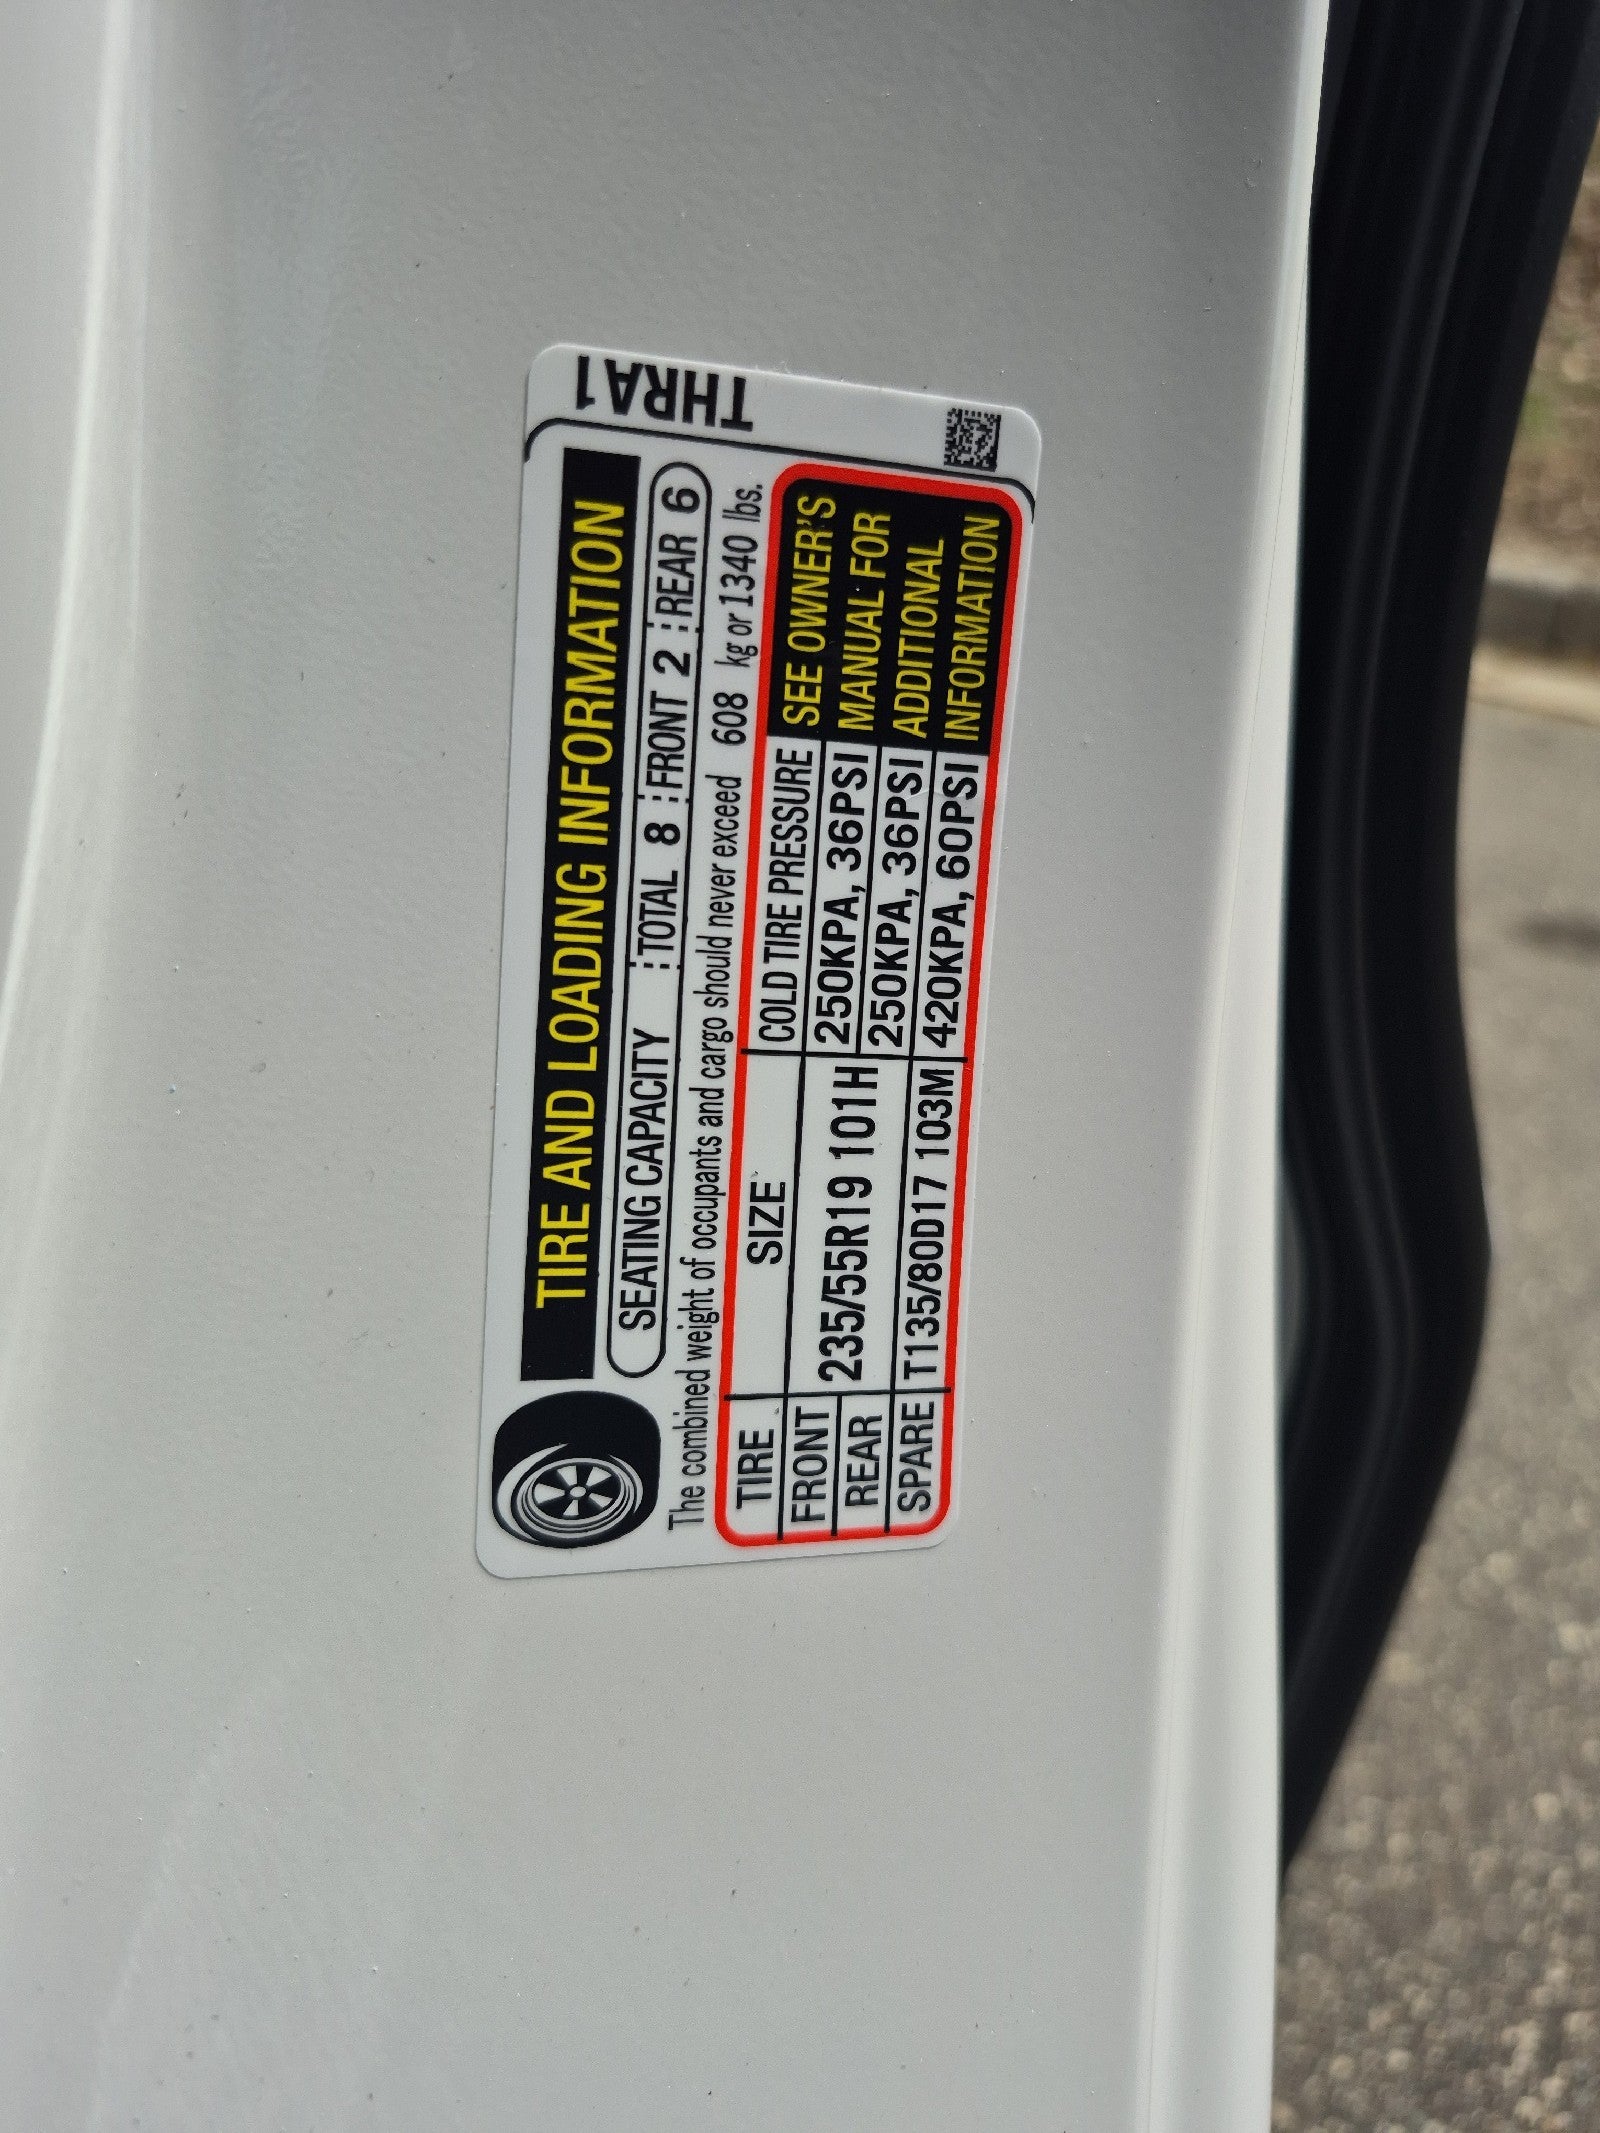 THRA1
TIRE AND LOADING INFORMATION
SEATING CAPACITY TOTAL 8 FRONT 2 REAR 6
The combined weight of occupants and cargo should never exceed 608 kg or 1340 lbs.
TIRE SIZE COLD TIRE PRESSURE
FRONT 235/55R19 101H 250KPA, 36PSI
REAR 250KPA, 36PSI
SPARE T135/80D17 103M 420KPA, 60PSI
SEE OWNER'S
MANUAL FOR
ADDITIONAL
INFORMATION